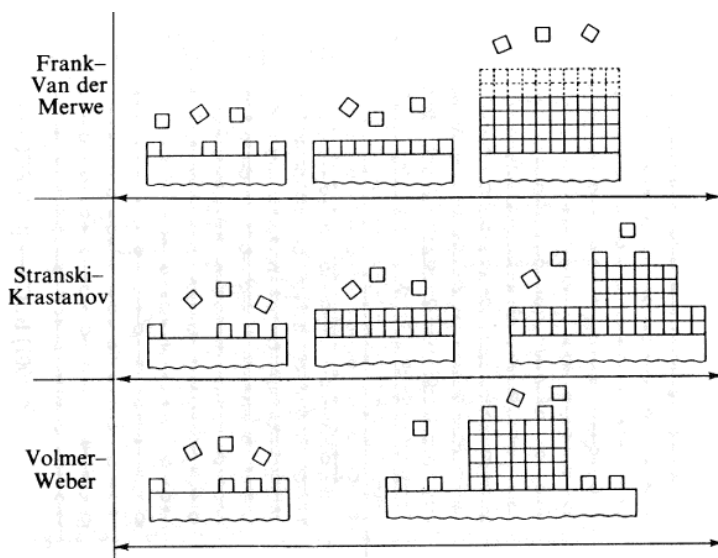 Frank–
Van der
Merwe
Stranski–
Krastanov
Volmer–
Weber